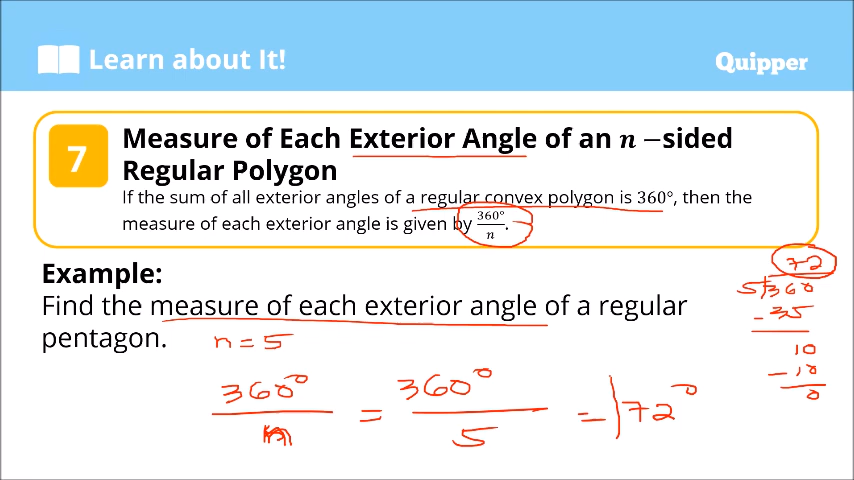 Learn about It!
Quipper
7
Measure of Each Exterior Angle of an n −sided
Regular Polygon
If the sum of all exterior angles of a regular convex polygon is 360°, then the
measure of each exterior angle is given by 360°/n.
Example:
Find the measure of each exterior angle of a regular
pentagon. n = 5
360°/n = 360°/5 = 72°
72
5)360
- 35
10
- 10
0